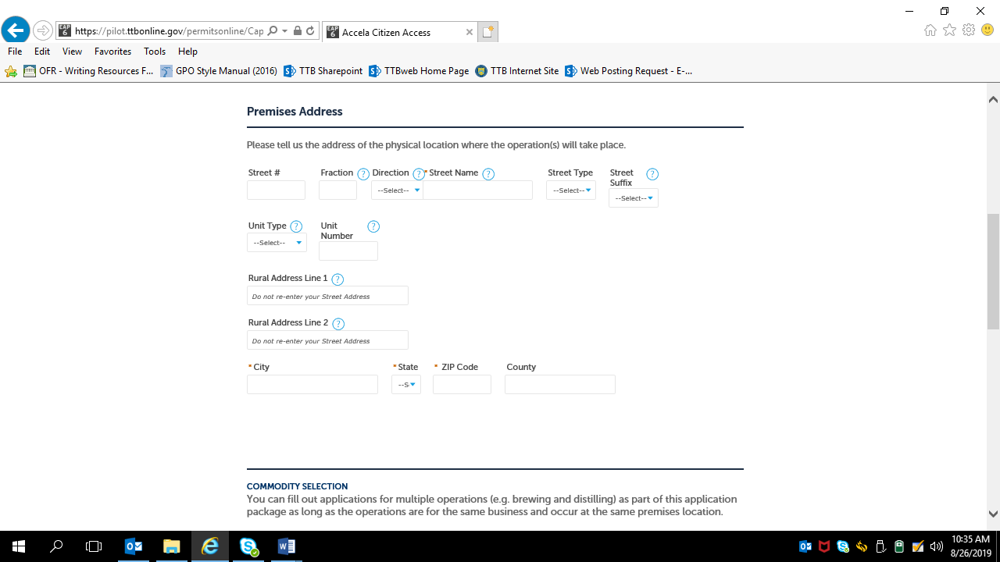 https://pilot.ttbonline.gov/permitsonline/Cap
EAP 6 Accela Citizen Access
File Edit View Favorites Tools Help
OFR - Writing Resources F... GPO Style Manual (2016) TTB Sharepoint TTBweb Home Page TTB Internet Site Web Posting Request - E-...
Premises Address
Please tell us the address of the physical location where the operation(s) will take place.
Street # Fraction ? Direction ? * Street Name ? Street Type Street Suffix ?
--Select-- --Select-- --Select--
Unit Type ? Unit Number ?
--Select--
Rural Address Line 1 ?
Do not re-enter your Street Address
Rural Address Line 2 ?
Do not re-enter your Street Address
* City * State * ZIP Code County
--S
COMMODITY SELECTION
You can fill out applications for multiple operations (e.g. brewing and distilling) as part of this application
package as long as the operations are for the same business and occur at the same premises location.
10:35 AM
8/26/2019